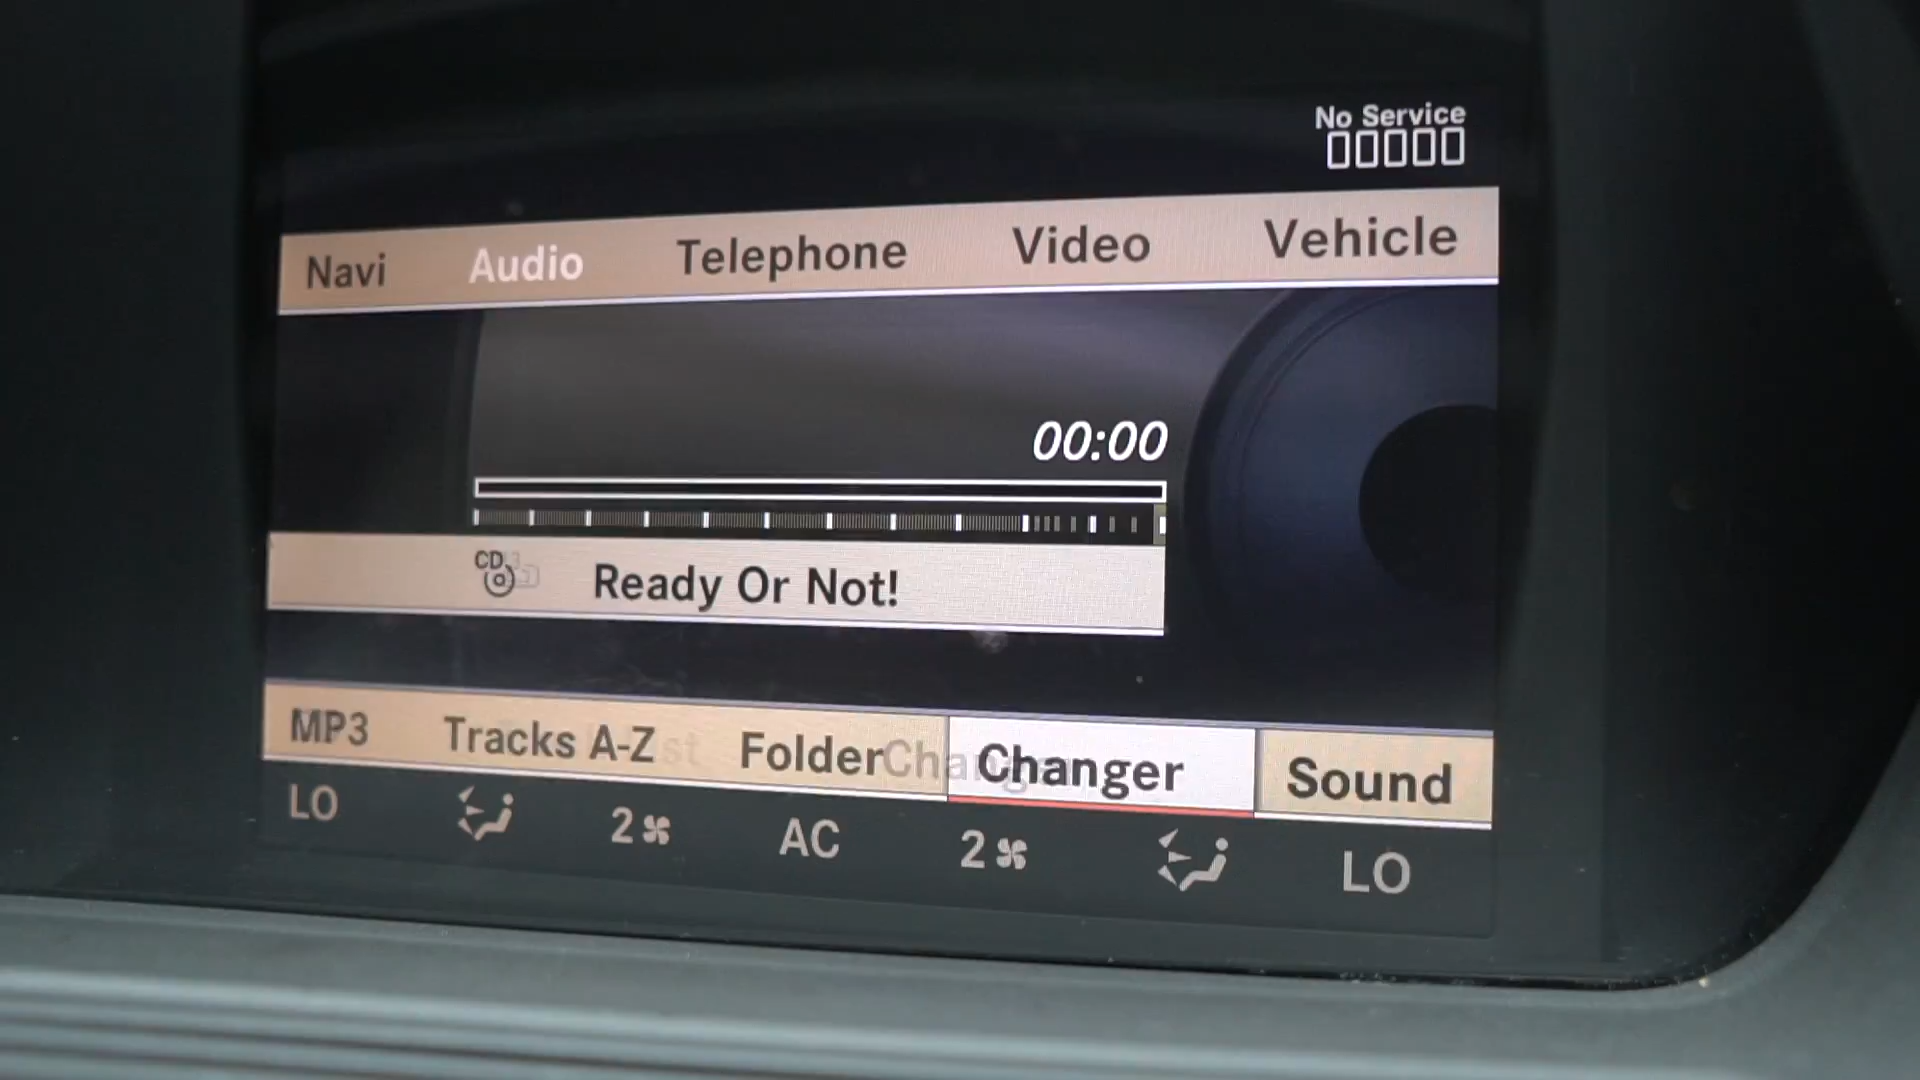 No Service
Navi Audio Telephone Video Vehicle
00:00
CD Ready Or Not!
MP3 Tracks A-Z Folder Changer Sound
LO 2 AC 2 LO